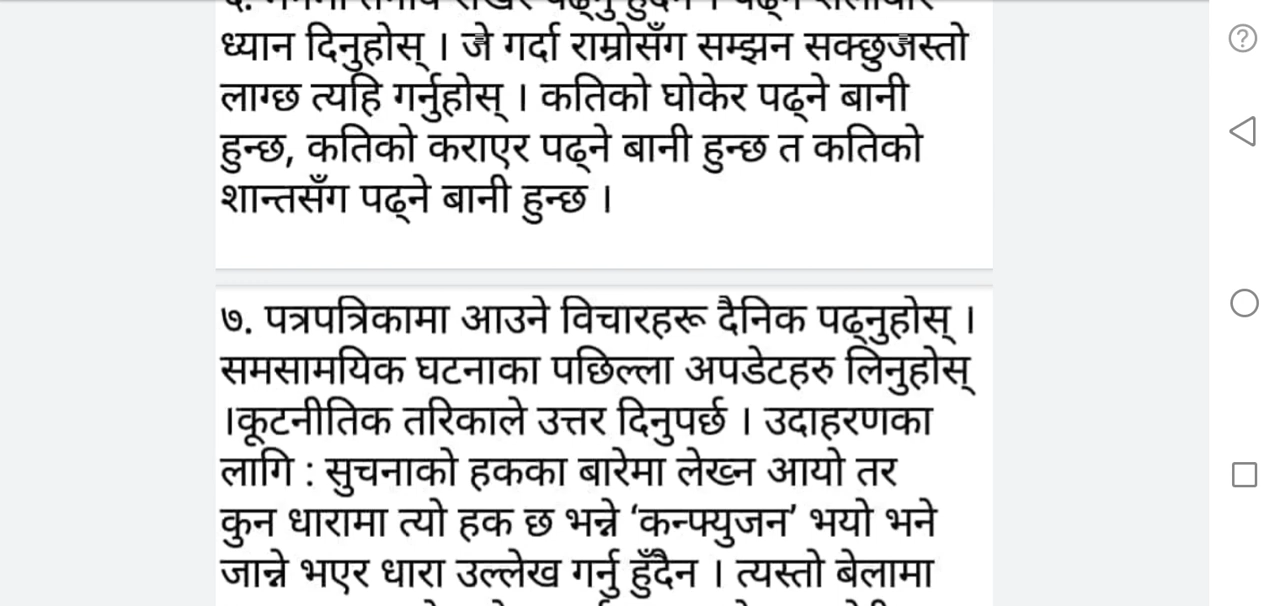 ध्यान दिनुहोस् । जे गर्दा राम्रोसँग सम्झन सक्छुजस्तो
लाग्छ त्यहि गर्नुहोस् । कतिको घोकेर पढ्ने बानी
हुन्छ, कतिको कराएर पढ्ने बानी हुन्छ त कतिको
शान्तसँग पढ्ने बानी हुन्छ ।
७. पत्रपत्रिकामा आउने विचारहरू दैनिक पढ्नुहोस् ।
समसामयिक घटनाका पछिल्ला अपडेटहरु लिनुहोस्
।कूटनीतिक तरिकाले उत्तर दिनुपर्छ । उदाहरणका
लागि : सुचनाको हकका बारेमा लेख्न आयो तर
कुन धारामा त्यो हक छ भन्ने ‘कन्फ्युजन’ भयो भने
जान्ने भएर धारा उल्लेख गर्नु हुँदैन । त्यस्तो बेलामा